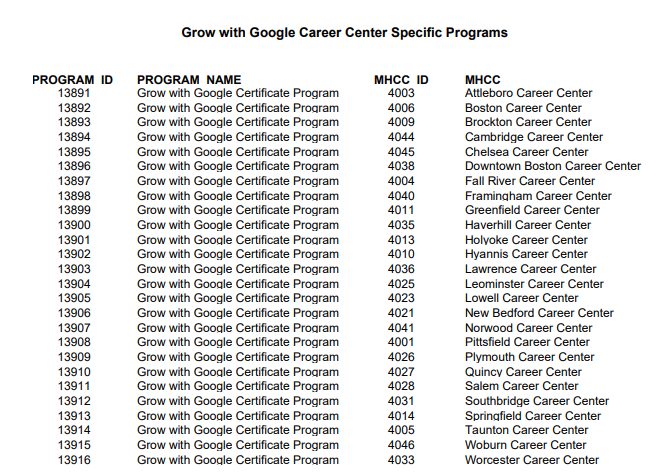 Grow with Google Career Center Specific Programs
PROGRAM_ID PROGRAM_NAME MHCC_ID MHCC
13891 Grow with Google Certificate Program 4003 Attleboro Career Center
13892 Grow with Google Certificate Program 4006 Boston Career Center
13893 Grow with Google Certificate Program 4009 Brockton Career Center
13894 Grow with Google Certificate Program 4044 Cambridge Career Center
13895 Grow with Google Certificate Program 4045 Chelsea Career Center
13896 Grow with Google Certificate Program 4038 Downtown Boston Career Center
13897 Grow with Google Certificate Program 4004 Fall River Career Center
13898 Grow with Google Certificate Program 4040 Framingham Career Center
13899 Grow with Google Certificate Program 4011 Greenfield Career Center
13900 Grow with Google Certificate Program 4035 Haverhill Career Center
13901 Grow with Google Certificate Program 4013 Holyoke Career Center
13902 Grow with Google Certificate Program 4010 Hyannis Career Center
13903 Grow with Google Certificate Program 4036 Lawrence Career Center
13904 Grow with Google Certificate Program 4025 Leominster Career Center
13905 Grow with Google Certificate Program 4023 Lowell Career Center
13906 Grow with Google Certificate Program 4021 New Bedford Career Center
13907 Grow with Google Certificate Program 4041 Norwood Career Center
13908 Grow with Google Certificate Program 4001 Pittsfield Career Center
13909 Grow with Google Certificate Program 4026 Plymouth Career Center
13910 Grow with Google Certificate Program 4027 Quincy Career Center
13911 Grow with Google Certificate Program 4028 Salem Career Center
13912 Grow with Google Certificate Program 4031 Southbridge Career Center
13913 Grow with Google Certificate Program 4014 Springfield Career Center
13914 Grow with Google Certificate Program 4005 Taunton Career Center
13915 Grow with Google Certificate Program 4046 Woburn Career Center
13916 Grow with Google Certificate Program 4033 Worcester Career Center